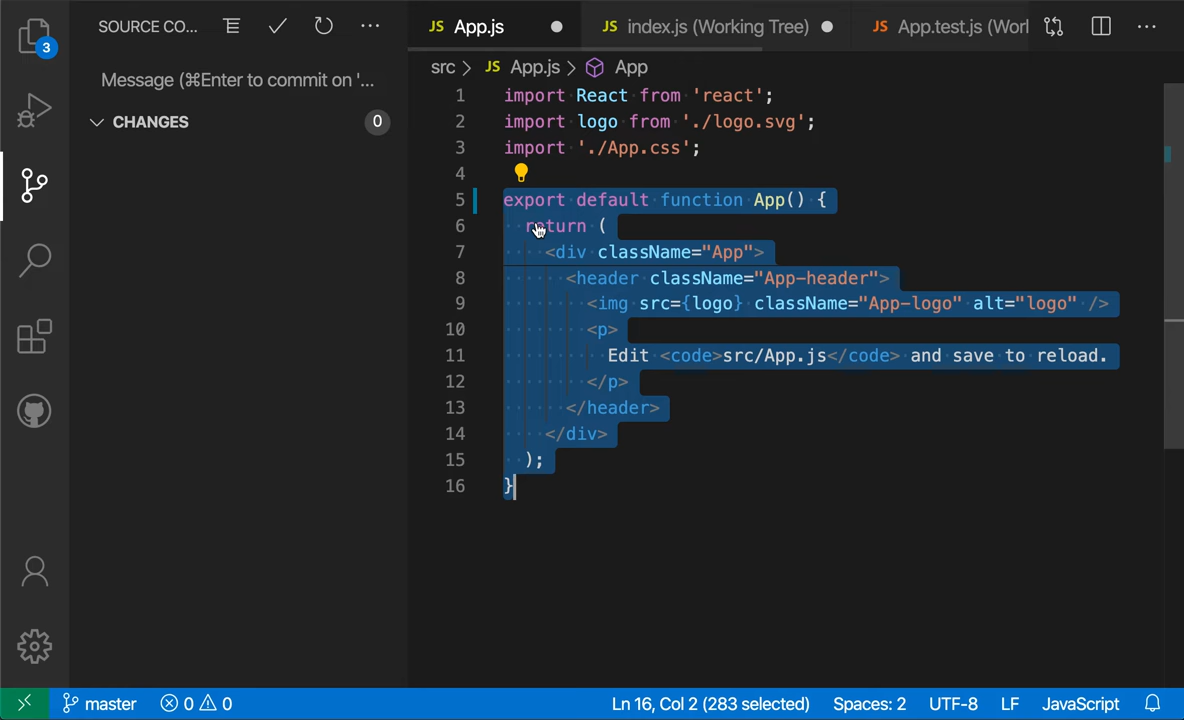 3
SOURCE CO...
Message (⌘Enter to commit on '...
CHANGES
0
JS App.js
JS index.js (Working Tree)
JS App.test.js (Worl
src > JS App.js > App
1 import React from 'react';
2 import logo from './logo.svg';
3 import './App.css';
4
5 export default function App() {
6 return (
7 <div className="App">
8 <header className="App-header">
9 <img src={logo} className="App-logo" alt="logo" />
10 <p>
11 Edit <code>src/App.js</code> and save to reload.
12 </p>
13 </header>
14 </div>
15 );
16 }
master 0 0
Ln 16, Col 2 (283 selected) Spaces: 2 UTF-8 LF JavaScript